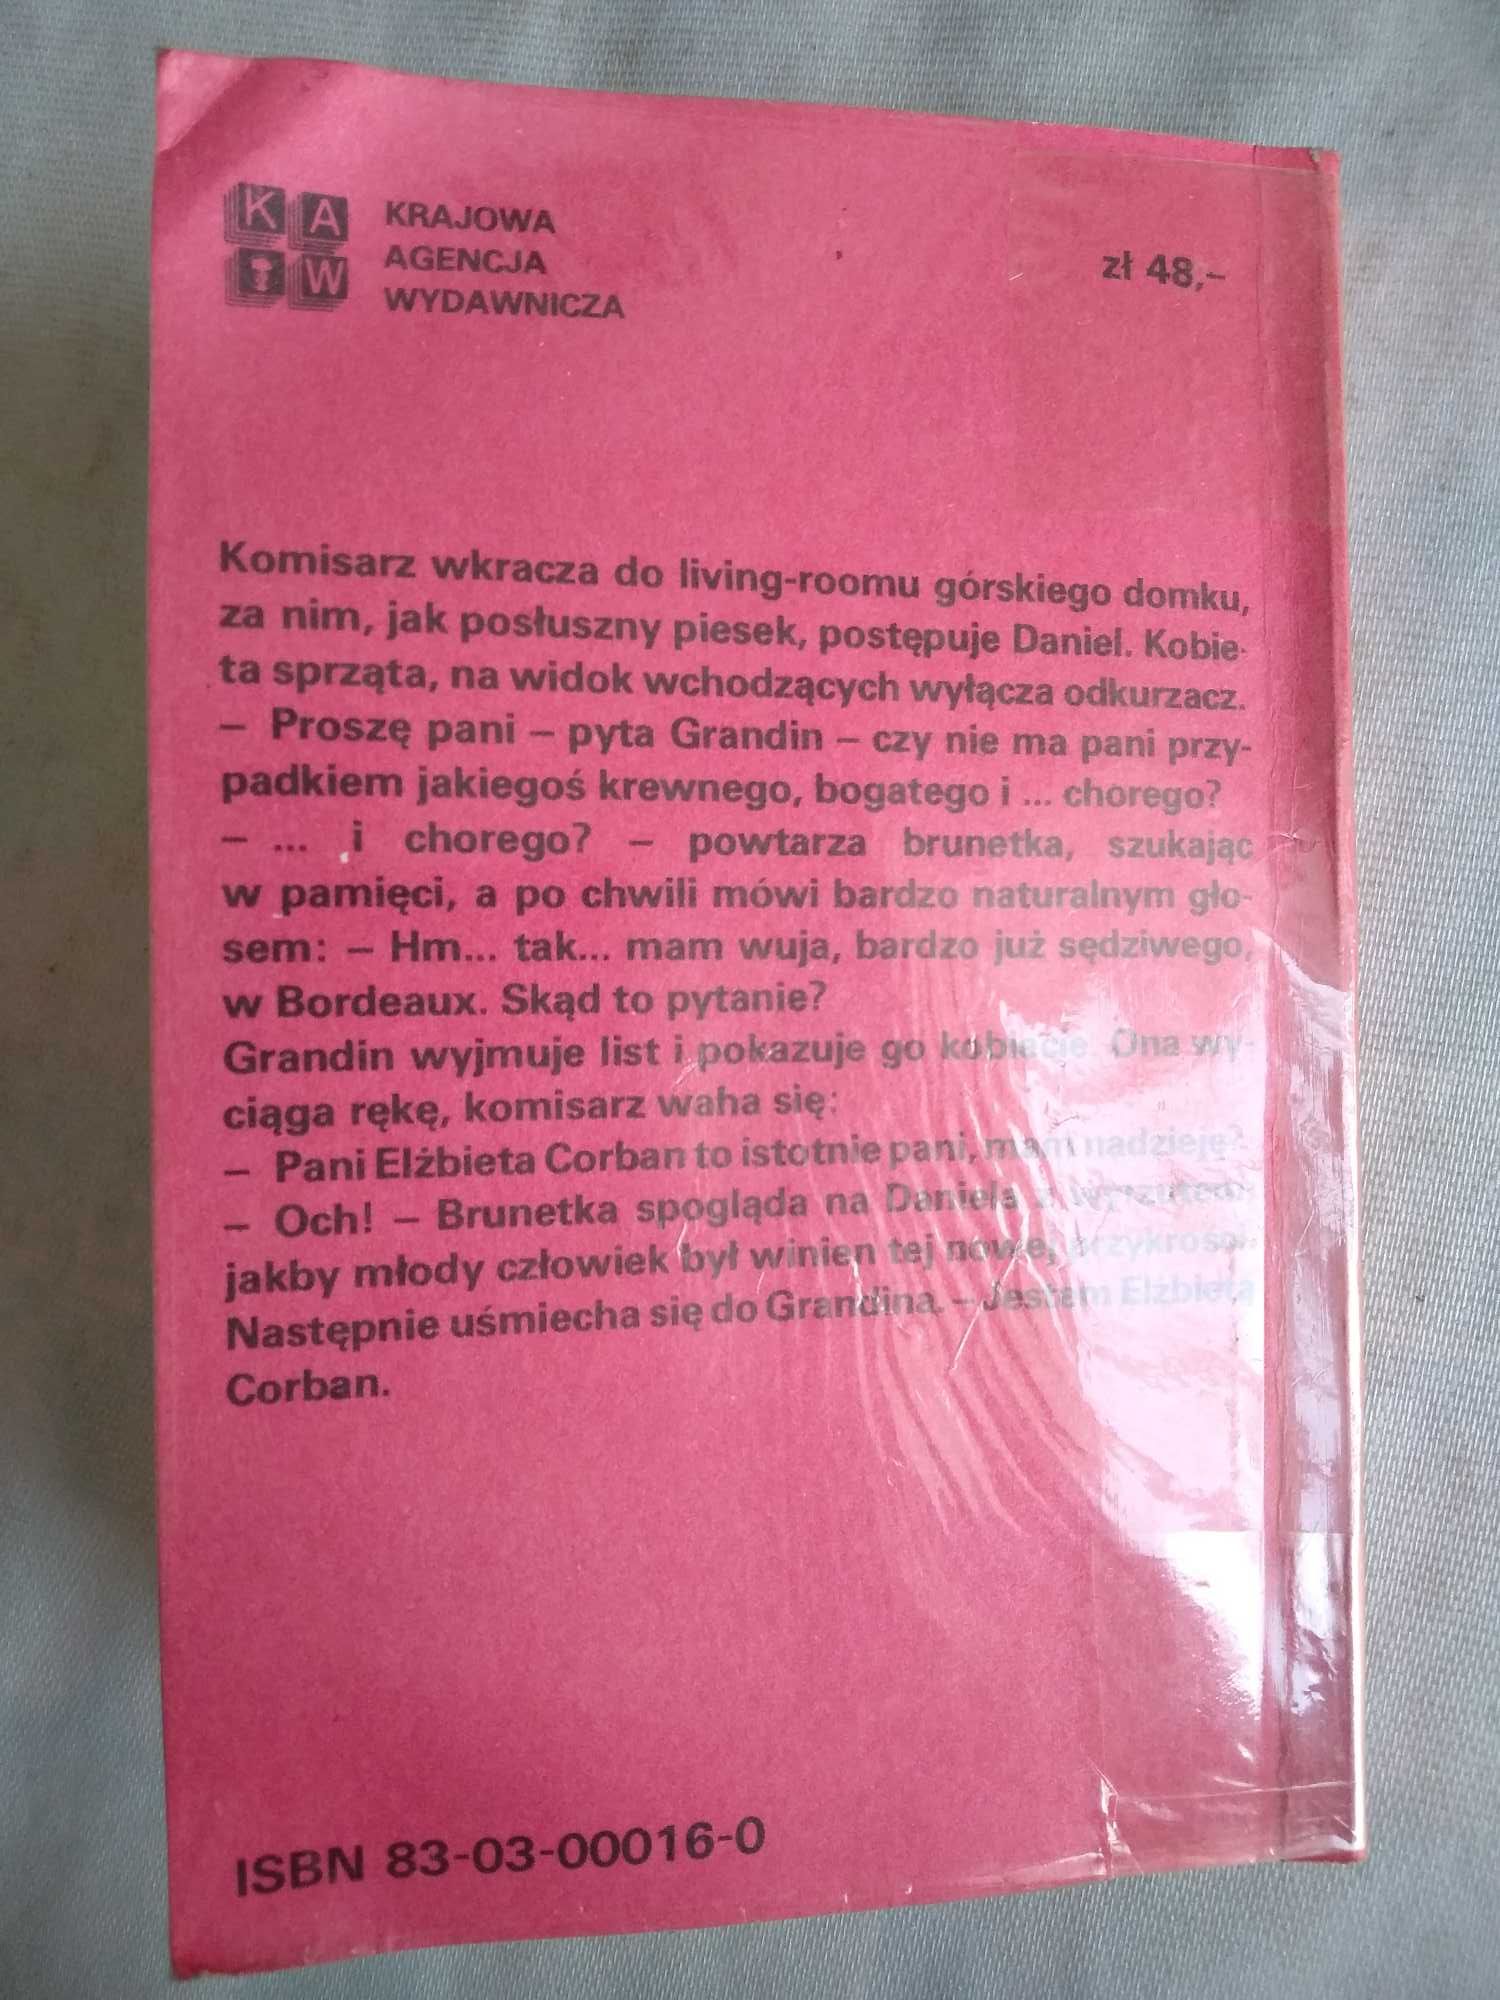 K A
W
KRAJOWA
AGENCJA
WYDAWNICZA
zł 48,–
Komisarz wkracza do living-roomu górskiego domku,
za nim, jak posłuszny piesek, postępuje Daniel. Kobie-
ta sprząta, na widok wchodzących wyłącza odkurzacz.
– Proszę pani – pyta Grandin – czy nie ma pani przy-
padkiem jakiegoś krewnego, bogatego i ... chorego?
– ... i chorego? – powtarza brunetka, szukając
w pamięci, a po chwili mówi bardzo naturalnym gło-
sem: – Hm... tak... mam wuja, bardzo już sędziwego,
w Bordeaux. Skąd to pytanie?
Grandin wyjmuje list i pokazuje go kobiecie. Ona wy-
ciąga rękę, komisarz waha się:
– Pani Elżbieta Corban to istotnie pani, mam nadzieję?
– Och! – Brunetka spogląda na Daniela z wyrzutem,
jakby młody człowiek był winien tej nowej przykrości.
Następnie uśmiecha się do Grandina. – Jestem Elżbieta
Corban.
ISBN 83-03-00016-0